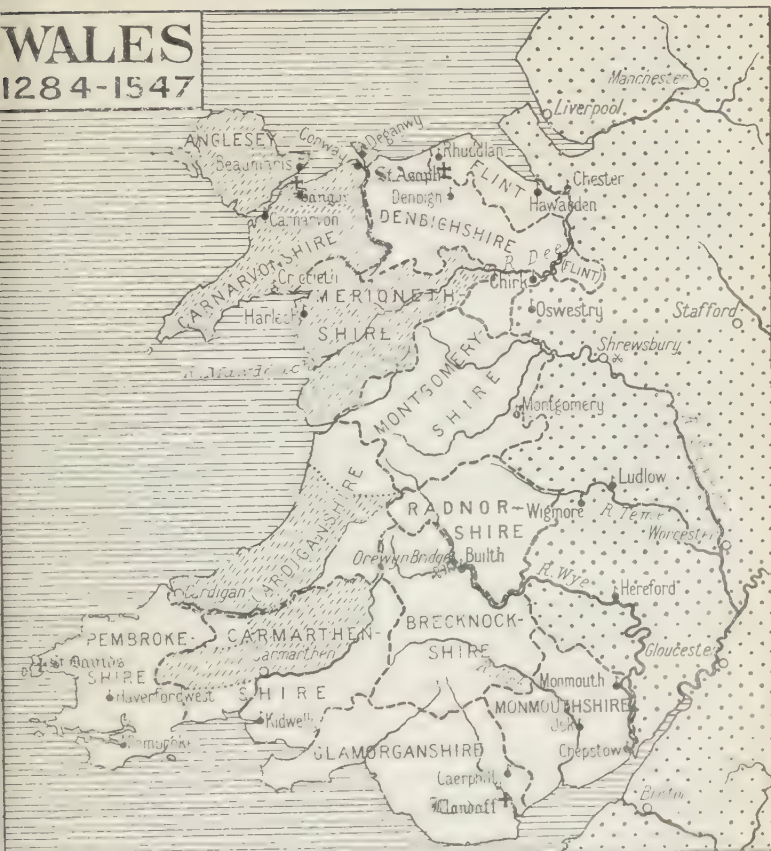 WALES
1284-1547
Manchester
Liverpool
ANGLESEY
Beaumaris
Conway
Deganwy
Rhuddlan
St. Asaph
FLINT
Chester
Bangor
Denbigh
Hawarden
Carnarvon
DENBIGHSHIRE
CARNARVONSHIRE
R. Dee
(FLINT)
Criccieth
Chirk
MERIONETH-
SHIRE
Harlech
Oswestry
Stafford
Shrewsbury
MONTGOMERY-
SHIRE
Montgomery
Ludlow
RADNOR-
SHIRE
Wigmore
R. Teme
Worcester
CARDIGANSHIRE
Orewyn Bridge
Builth
Cardigan
R. Wye
Hereford
PEMBROKE-
SHIRE
CARMARTHEN-
SHIRE
BRECKNOCK-
SHIRE
St. Davids
Carmarthen
Gloucester
Haverfordwest
Monmouth
MONMOUTHSHIRE
Usk
Kidwelly
Pembroke
GLAMORGANSHIRE
Chepstow
Caerphilly
Llandaff
Bristol